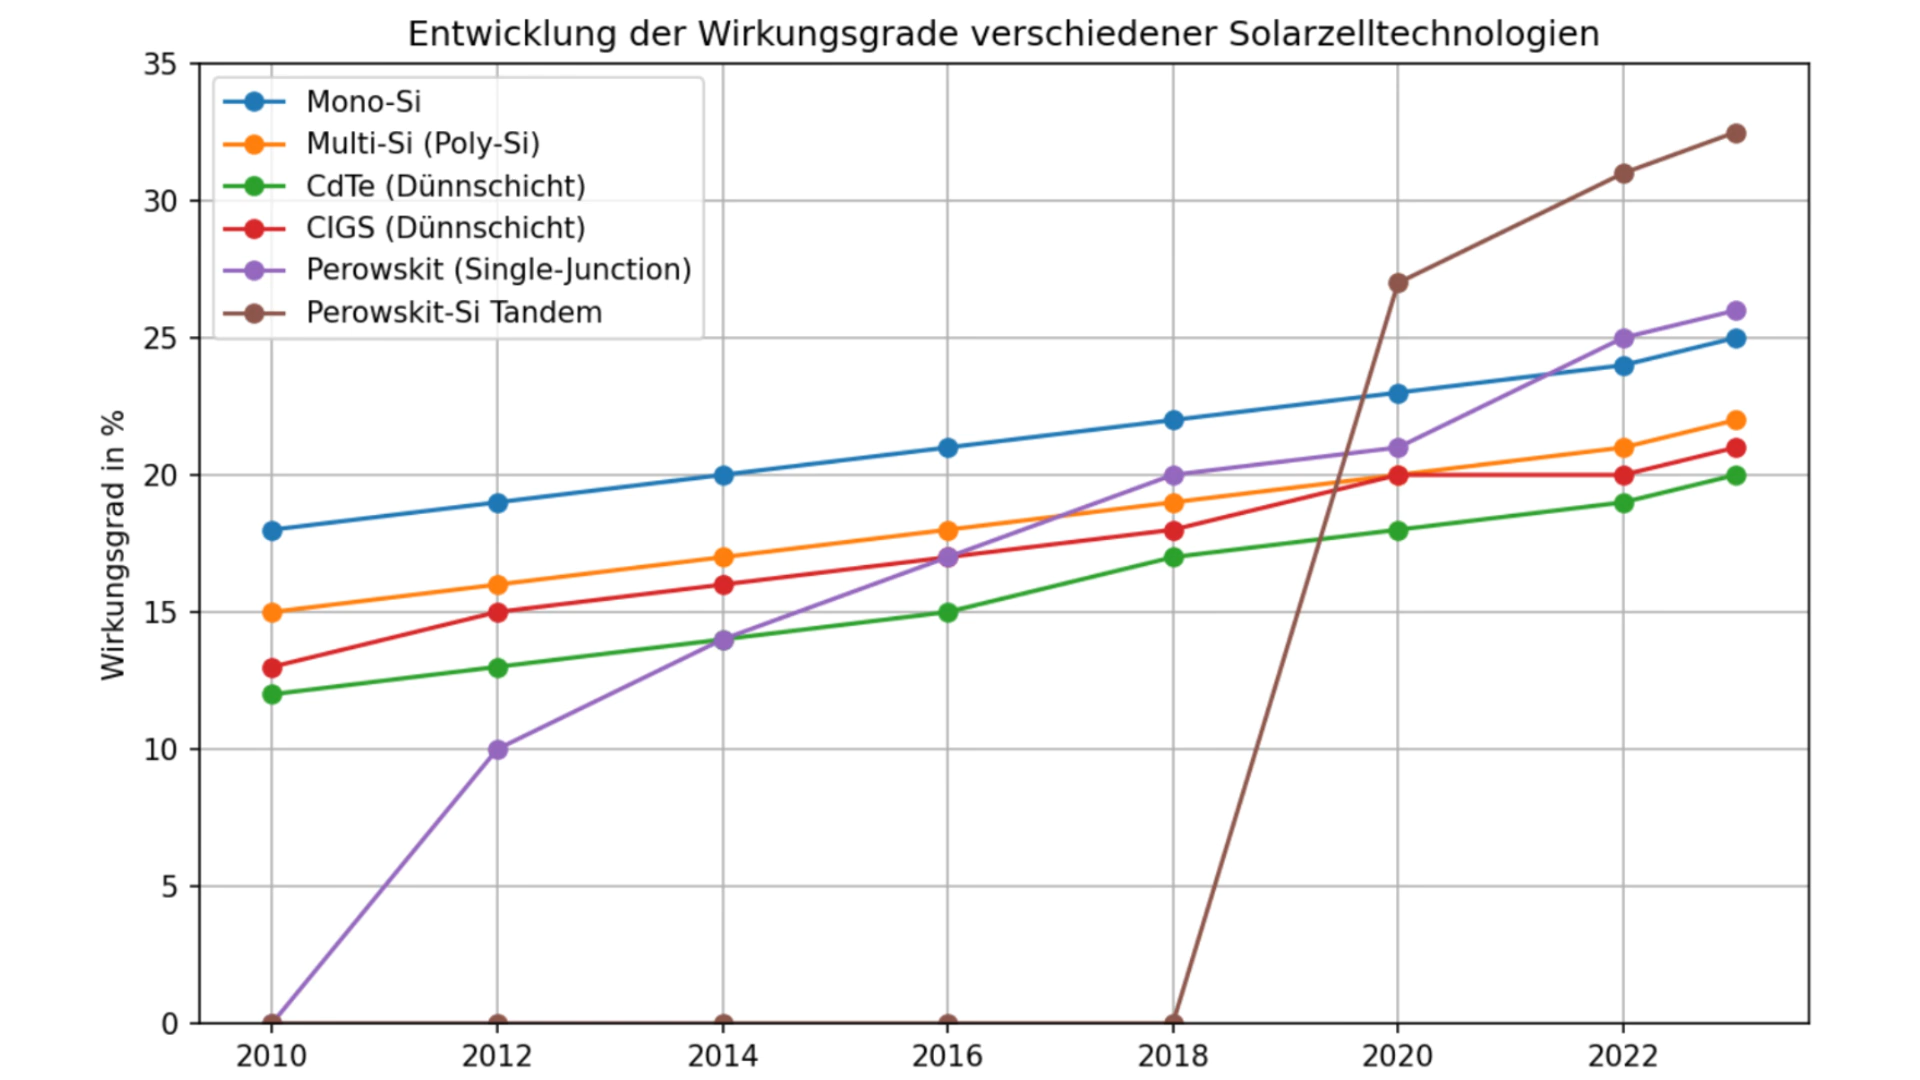 Entwicklung der Wirkungsgrade verschiedener Solarzelltechnologien
Mono-Si
Multi-Si (Poly-Si)
CdTe (Dünnschicht)
CIGS (Dünnschicht)
Perowskit (Single-Junction)
Perowskit-Si Tandem
Wirkungsgrad in %
35
30
25
20
15
10
5
0
2010 2012 2014 2016 2018 2020 2022